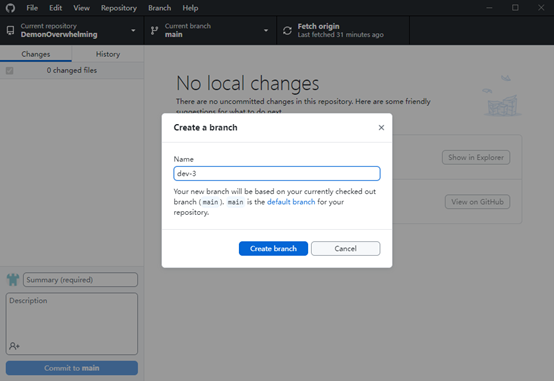 File Edit View Repository Branch Help
Current repository
DemonOverwhelming
Current branch
main
Fetch origin
Last fetched 31 minutes ago
Changes
History
0 changed files
No local changes
There are no uncommitted changes in this repository. Here are some friendly
suggestions for what to do next.
Create a branch
Name
dev-3
Your new branch will be based on your currently checked out
branch (main). main is the default branch for your
repository.
Create branch
Cancel
Show in Explorer
View on GitHub
Summary (required)
Description
Commit to main